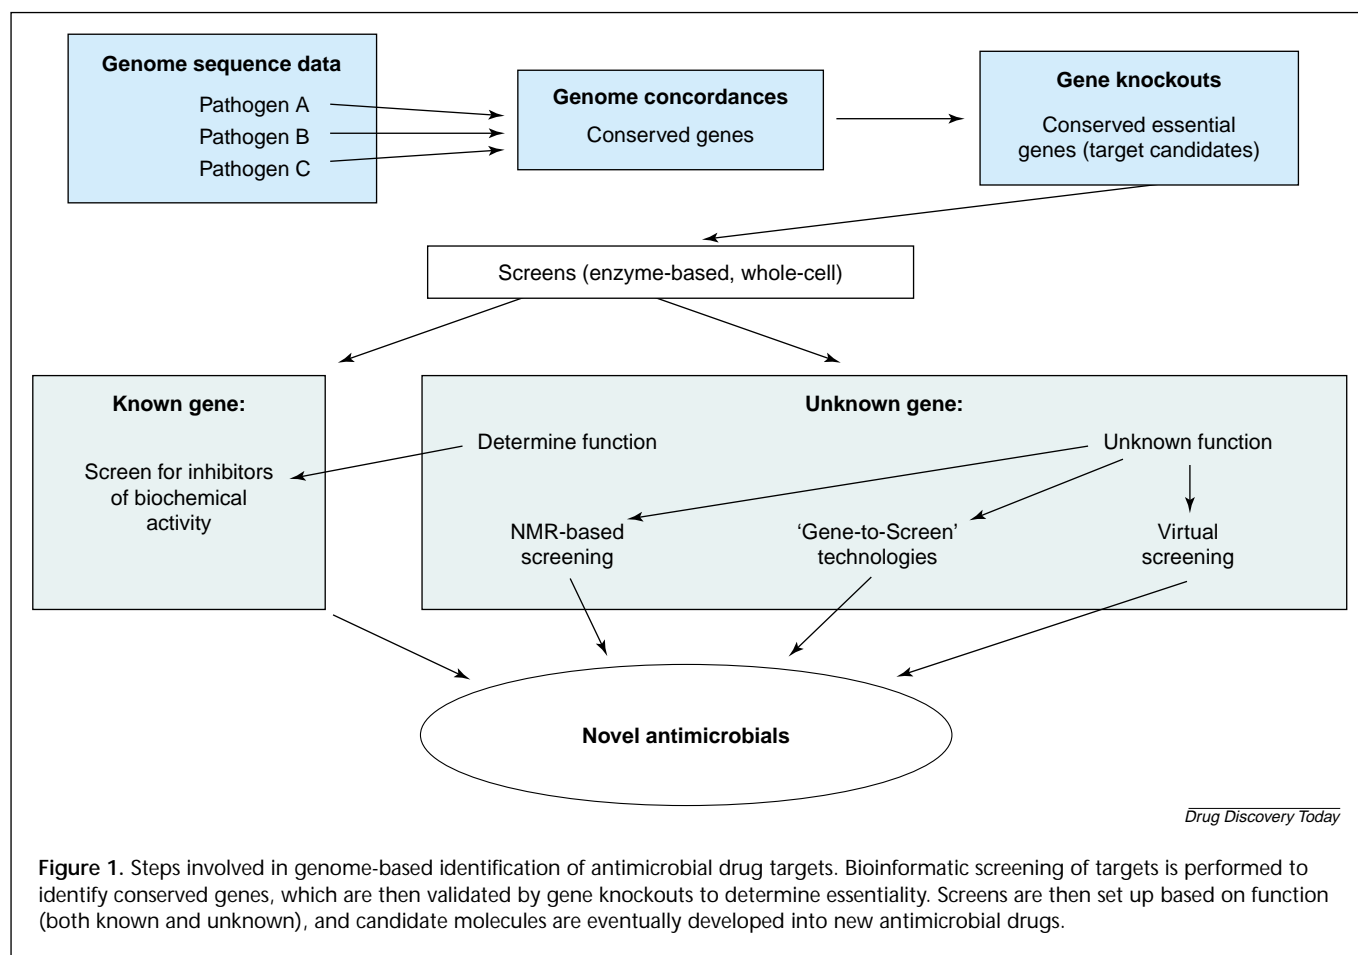 Genome sequence data
Pathogen A
Pathogen B
Pathogen C
Genome concordances
Conserved genes
Gene knockouts
Conserved essential
genes (target candidates)
Screens (enzyme-based, whole-cell)
Known gene:
Screen for inhibitors
of biochemical
activity
Unknown gene:
Determine function
Unknown function
NMR-based
screening
‘Gene-to-Screen’
technologies
Virtual
screening
Novel antimicrobials
Drug Discovery Today
Figure 1. Steps involved in genome-based identification of antimicrobial drug targets. Bioinformatic screening of targets is performed to
identify conserved genes, which are then validated by gene knockouts to determine essentiality. Screens are then set up based on function
(both known and unknown), and candidate molecules are eventually developed into new antimicrobial drugs.